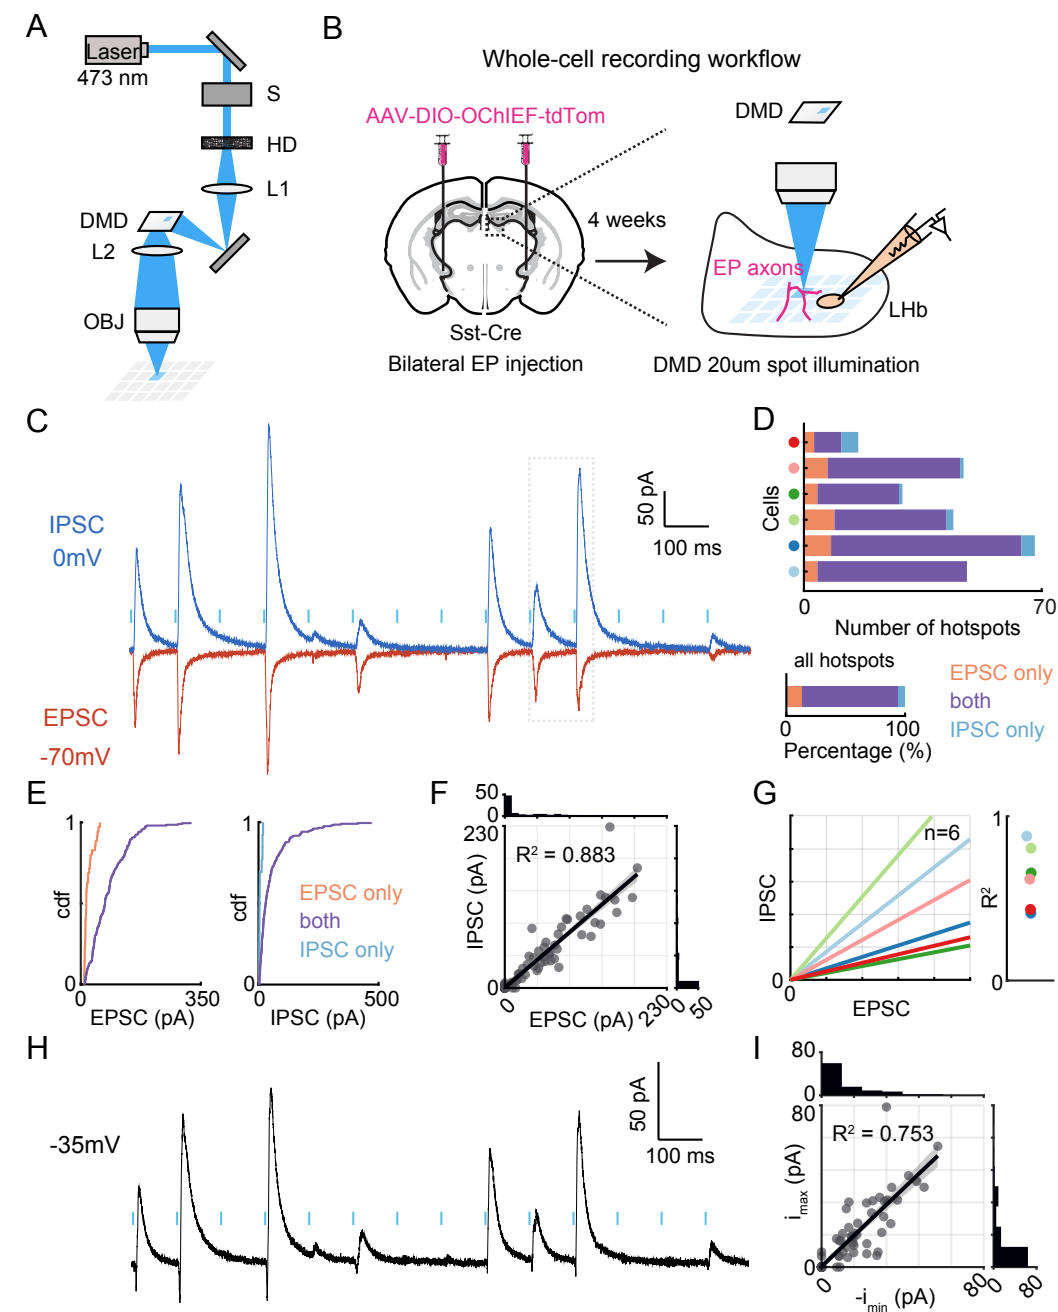 A
Laser
473 nm
S
HD
L1
DMD
L2
OBJ
B
Whole-cell recording workflow
AAV-DIO-OChIEF-tdTom
DMD
4 weeks
EP axons
LHb
Sst-Cre
Bilateral EP injection
DMD 20um spot illumination
C
IPSC
0mV
EPSC
-70mV
50 pA
100 ms
D
Cells
0
70
Number of hotspots
all hotspots
0
100
Percentage (%)
EPSC only
both
IPSC only
E
1
cdf
0
0
350
EPSC (pA)
1
cdf
0
0
500
IPSC (pA)
EPSC only
both
IPSC only
F
50
0
230
R² = 0.883
IPSC (pA)
0
0
230
EPSC (pA)
0
50
G
n=6
IPSC
0
0
EPSC
1
R²
0
H
-35mV
50 pA
100 ms
I
80
0
80
R² = 0.753
imax (pA)
0
0
80
-imin (pA)
0
80